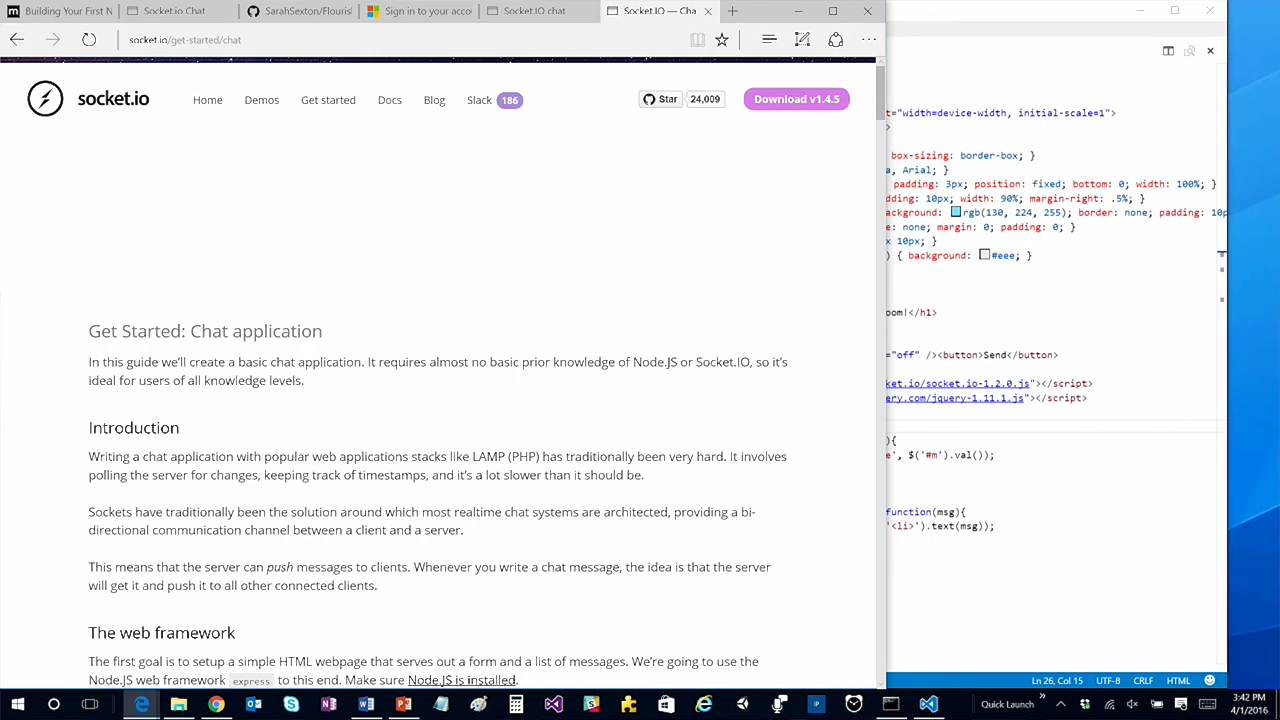 Building Your First N
Socket.io Chat
SarahSexton/Flouris
Sign in to your acco
Socket.IO chat
Socket.IO — Cha
socket.io/get-started/chat
socket.io
Home
Demos
Get started
Docs
Blog
Slack 186
Star 24,009
Download v1.4.5
Get Started: Chat application
In this guide we'll create a basic chat application. It requires almost no basic prior knowledge of Node.JS or Socket.IO, so it's
ideal for users of all knowledge levels.
Introduction
Writing a chat application with popular web applications stacks like LAMP (PHP) has traditionally been very hard. It involves
polling the server for changes, keeping track of timestamps, and it's a lot slower than it should be.
Sockets have traditionally been the solution around which most realtime chat systems are architected, providing a bi-
directional communication channel between a client and a server.
This means that the server can push messages to clients. Whenever you write a chat message, the idea is that the server
will get it and push it to all other connected clients.
The web framework
The first goal is to setup a simple HTML webpage that serves out a form and a list of messages. We're going to use the
Node.JS web framework express to this end. Make sure Node.JS is installed.
t="width=device-width, initial-scale=1">
>
box-sizing: border-box; }
a, Arial; }
padding: 3px; position: fixed; bottom: 0; width: 100%; }
dding: 10px; width: 90%; margin-right: .5%; }
ackground: rgb(130, 224, 255); border: none; padding: 10p
e: none; margin: 0; padding: 0; }
x 10px; }
) { background: #eee; }
oom!</h1>
="off" /><button>Send</button>
ket.io/socket.io-1.2.0.js"></script>
ery.com/jquery-1.11.1.js"></script>
){
e', $('#m').val());
function(msg){
'<li>').text(msg));
Ln 26, Col 15
UTF-8
CRLF
HTML
Quick Launch
3:42 PM
4/1/2016